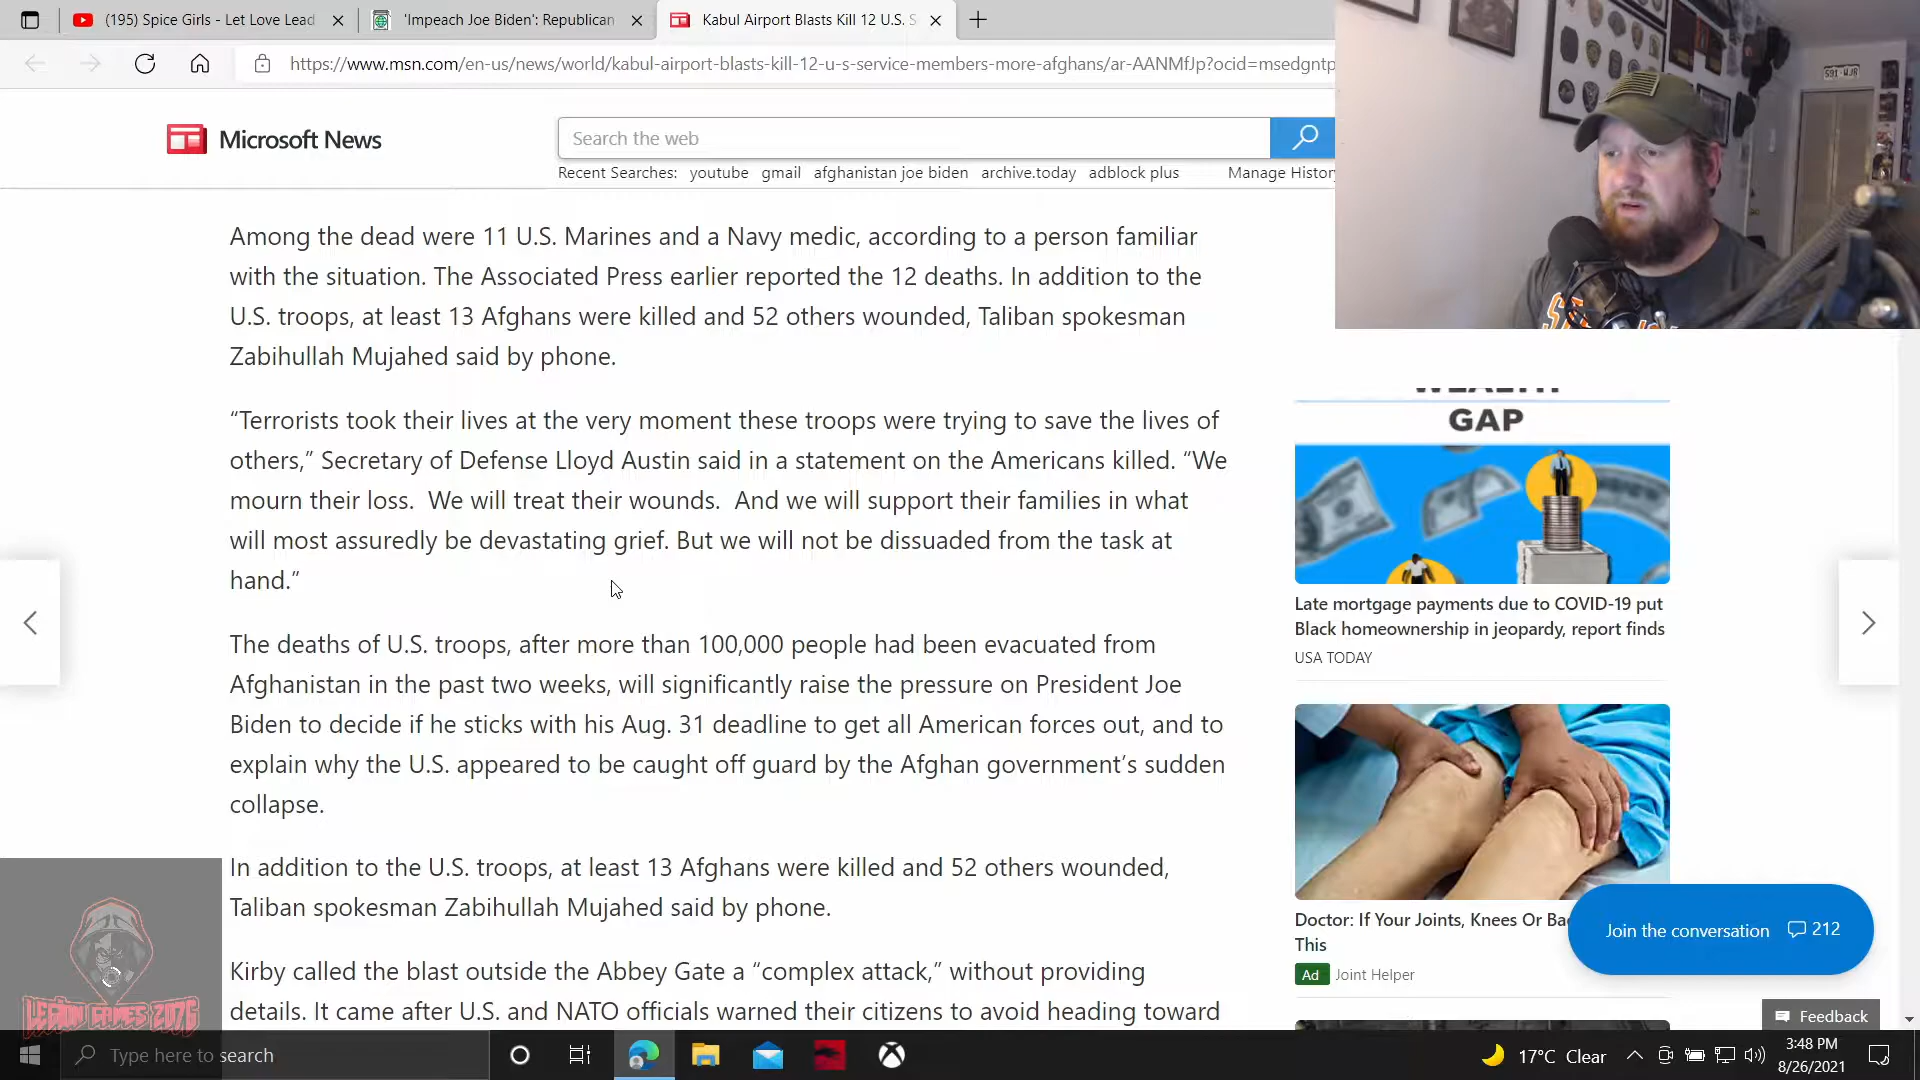 (195) Spice Girls - Let Love Lead
'Impeach Joe Biden': Republican
Kabul Airport Blasts Kill 12 U.S. S
https://www.msn.com/en-us/news/world/kabul-airport-blasts-kill-12-u-s-service-members-more-afghans/ar-AANMfJp?ocid=msedgntp
S91-WJR
Microsoft News
Search the web
Recent Searches: youtube gmail afghanistan joe biden archive.today adblock plus Manage History
Among the dead were 11 U.S. Marines and a Navy medic, according to a person familiar
with the situation. The Associated Press earlier reported the 12 deaths. In addition to the
U.S. troops, at least 13 Afghans were killed and 52 others wounded, Taliban spokesman
Zabihullah Mujahed said by phone.
“Terrorists took their lives at the very moment these troops were trying to save the lives of
others,” Secretary of Defense Lloyd Austin said in a statement on the Americans killed. “We
mourn their loss.  We will treat their wounds.  And we will support their families in what
will most assuredly be devastating grief. But we will not be dissuaded from the task at
hand.”
The deaths of U.S. troops, after more than 100,000 people had been evacuated from
Afghanistan in the past two weeks, will significantly raise the pressure on President Joe
Biden to decide if he sticks with his Aug. 31 deadline to get all American forces out, and to
explain why the U.S. appeared to be caught off guard by the Afghan government’s sudden
collapse.
In addition to the U.S. troops, at least 13 Afghans were killed and 52 others wounded,
Taliban spokesman Zabihullah Mujahed said by phone.
Kirby called the blast outside the Abbey Gate a “complex attack,” without providing
details. It came after U.S. and NATO officials warned their citizens to avoid heading toward
WEALTH
GAP
Late mortgage payments due to COVID-19 put
Black homeownership in jeopardy, report finds
USA TODAY
Doctor: If Your Joints, Knees Or Ba
This
Ad Joint Helper
Join the conversation 212
Feedback
LEGION GAMES 2076
Type here to search
17°C Clear
3:48 PM
8/26/2021